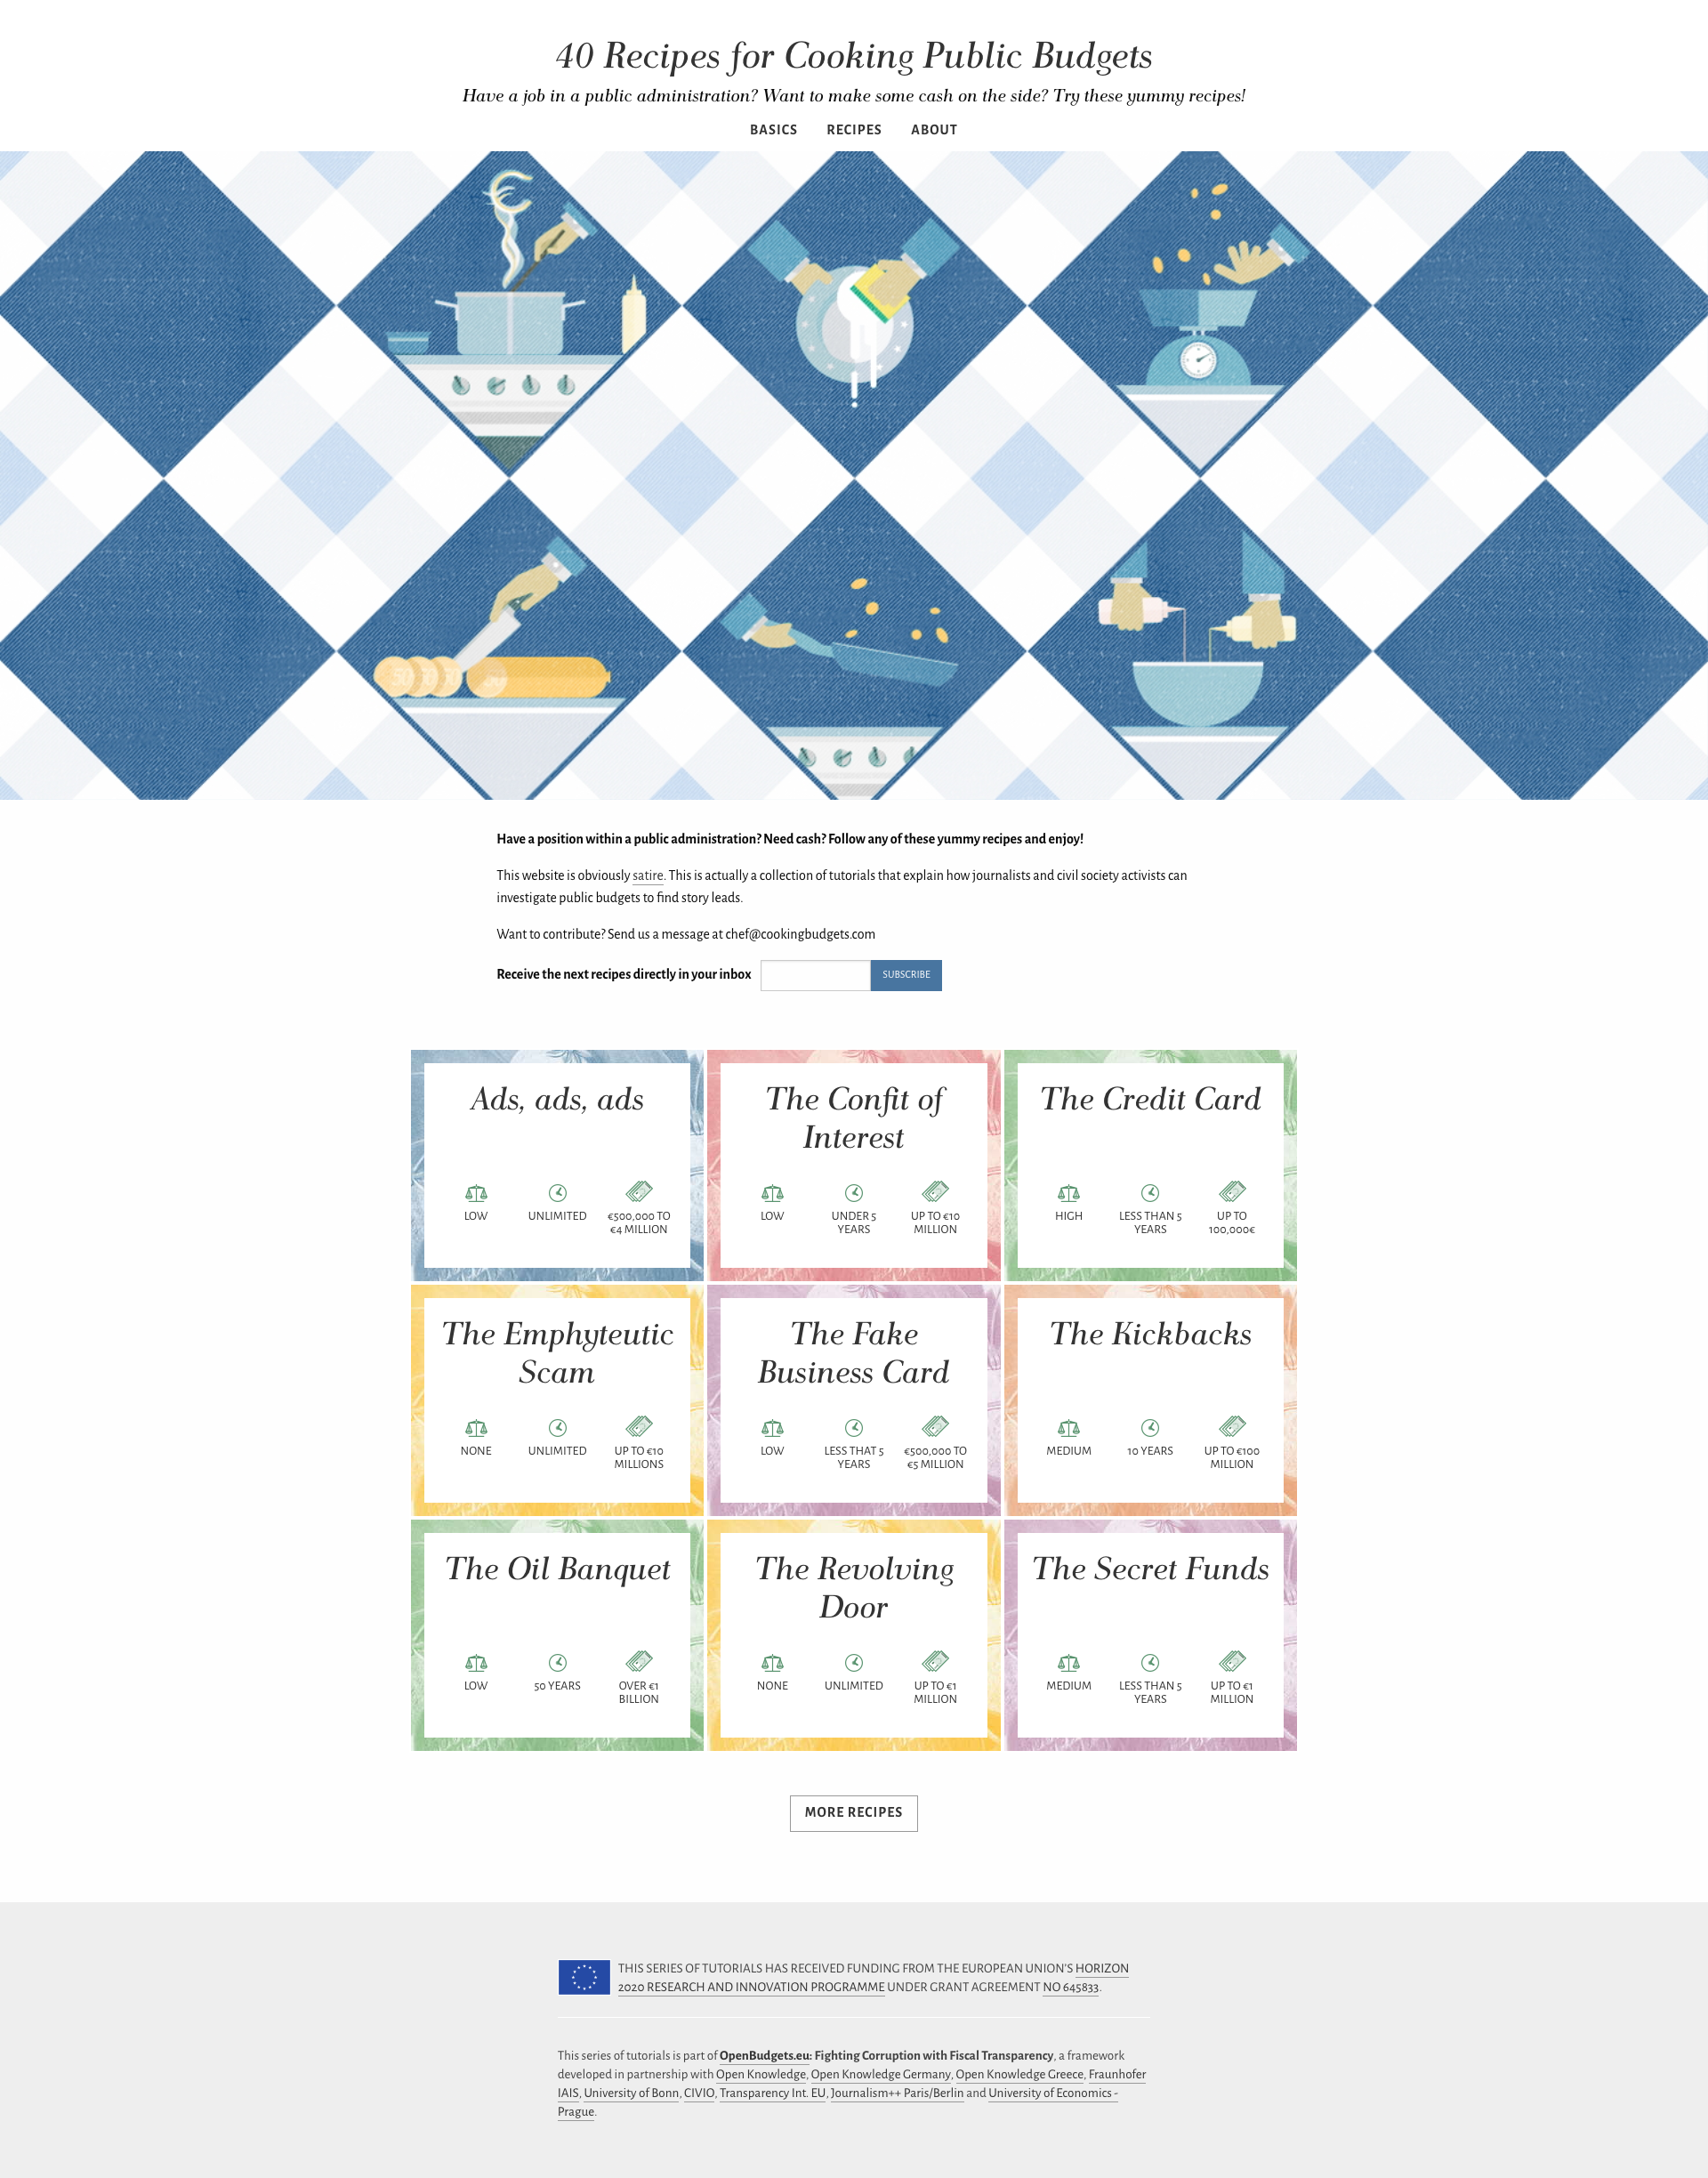 40 Recipes for Cooking Public Budgets
Have a job in a public administration? Want to make some cash on the side? Try these yummy recipes!
BASICS RECIPES ABOUT
Have a position within a public administration? Need cash? Follow any of these yummy recipes and enjoy!
This website is obviously satire. This is actually a collection of tutorials that explain how journalists and civil society activists can
investigate public budgets to find story leads.
Want to contribute? Send us a message at chef@cookingbudgets.com
Receive the next recipes directly in your inbox SUBSCRIBE
Ads, ads, ads
LOW UNLIMITED €500,000 TO
€4 MILLION
The Confit of
Interest
LOW UNDER 5 UP TO €10
YEARS MILLION
The Credit Card
HIGH LESS THAN 5 UP TO
YEARS 100,000€
The Emphyteutic
Scam
NONE UNLIMITED UP TO €10
MILLIONS
The Fake
Business Card
LOW LESS THAT 5 €500,000 TO
YEARS €5 MILLION
The Kickbacks
MEDIUM 10 YEARS UP TO €100
MILLION
The Oil Banquet
LOW 50 YEARS OVER €1
BILLION
The Revolving
Door
NONE UNLIMITED UP TO €1
MILLION
The Secret Funds
MEDIUM LESS THAN 5 UP TO €1
YEARS MILLION
MORE RECIPES
THIS SERIES OF TUTORIALS HAS RECEIVED FUNDING FROM THE EUROPEAN UNION'S HORIZON
2020 RESEARCH AND INNOVATION PROGRAMME UNDER GRANT AGREEMENT NO 645833.
This series of tutorials is part of OpenBudgets.eu: Fighting Corruption with Fiscal Transparency, a framework
developed in partnership with Open Knowledge, Open Knowledge Germany, Open Knowledge Greece, Fraunhofer
IAIS, University of Bonn, CIVIO, Transparency Int. EU, Journalism++ Paris/Berlin and University of Economics -
Prague.